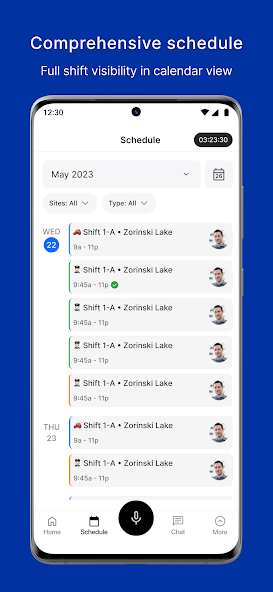 Comprehensive schedule
Full shift visibility in calendar view
12:30
Schedule
03:23:30
May 2023
26
Sites: All
Type: All
WED
22
Shift 1-A • Zorinski Lake
9a - 11p
Shift 1-A • Zorinski Lake
9:45a - 11p
Shift 1-A • Zorinski Lake
9:45a - 11p
Shift 1-A • Zorinski Lake
9:45a - 11p
Shift 1-A • Zorinski Lake
9:45a - 11p
THU
23
Shift 1-A • Zorinski Lake
9a - 11p
Shift 1-A • Zorinski Lake
9:45a - 11p
Home
Schedule
Chat
More